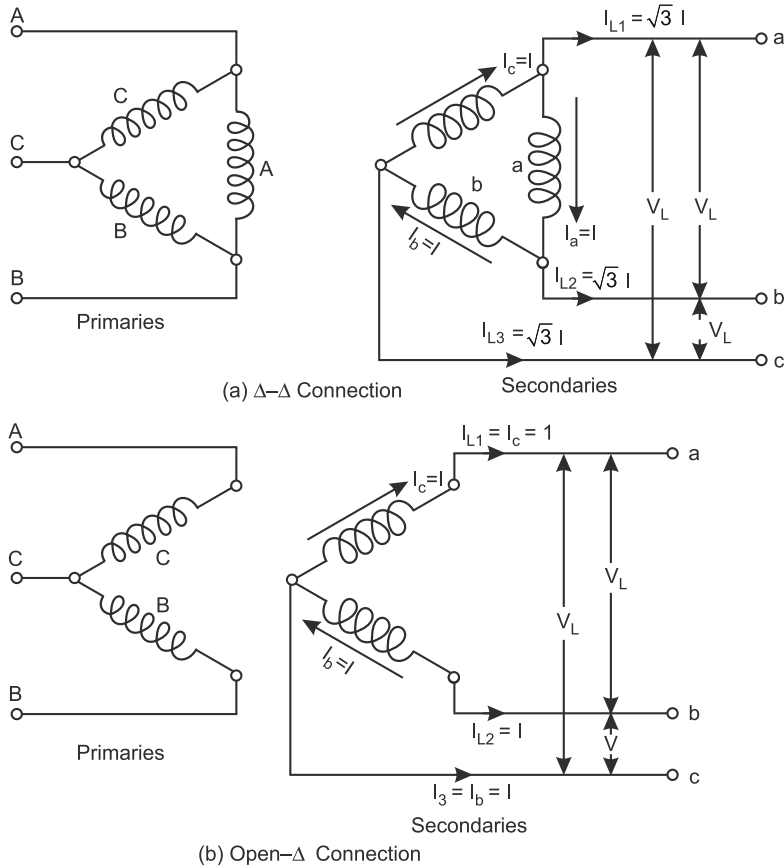 A
C
C
A
B
B
Primaries
I_L1 = √3 I
a
I_c=I
b
a
I_b=I
I_a=I
V_L
V_L
I_L2 = √3 I
b
V_L
I_L3 = √3 I
c
Secondaries
(a) Δ–Δ Connection
A
C
C
B
B
Primaries
I_L1 = I_c = 1
a
I_c=I
V_L
V_L
I_b=I
I_L2 = I
b
V
I_3 = I_b = I
c
Secondaries
(b) Open–Δ Connection